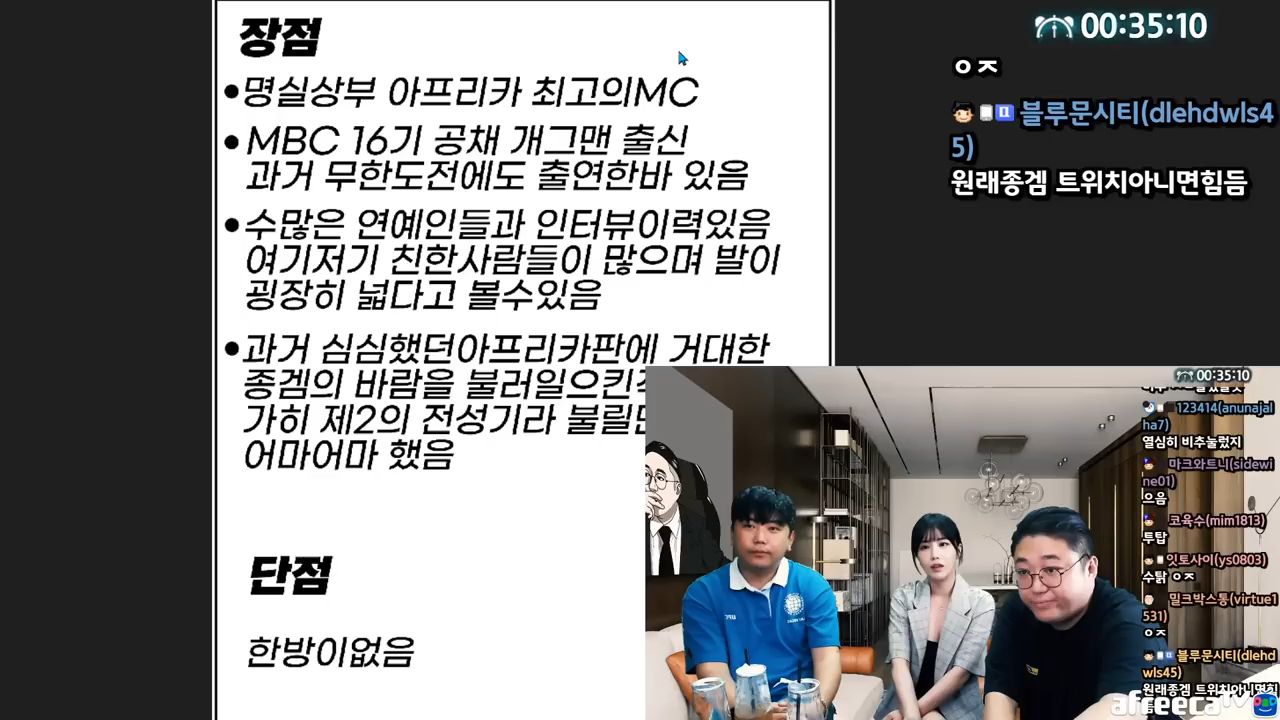 장점
•명실상부 아프리카 최고의MC
•MBC 16기 공채 개그맨 출신
과거 무한도전에도 출연한바 있음
•수많은 연예인들과 인터뷰이력있음
여기저기 친한사람들이 많으며 발이
굉장히 넓다고 볼수있음
•과거 심심했던아프리카판에 거대한
종겜의 바람을 불러일으킨
가히 제2의 전성기라 불릴
어마어마 했음
단점
한방이없음
00:35:10
ㅇㅈ
블루문시티(dlehdwls4
5)
원래종겜 트위치아니면힘듬
00:35:10
123414(anunajal
ha7)
열심히 비추눌렀지
마크와트니(sidewi
ne01)
으음
코육수(mim1813)
투탑
잇토사이(ys0803)
수탉 ㅇㅈ
밀크박스통(virtue1
531)
ㅇㅈ
블루문시티(dlehd
wls45)
원래종겜 트위치아니면힘
afreecaTV